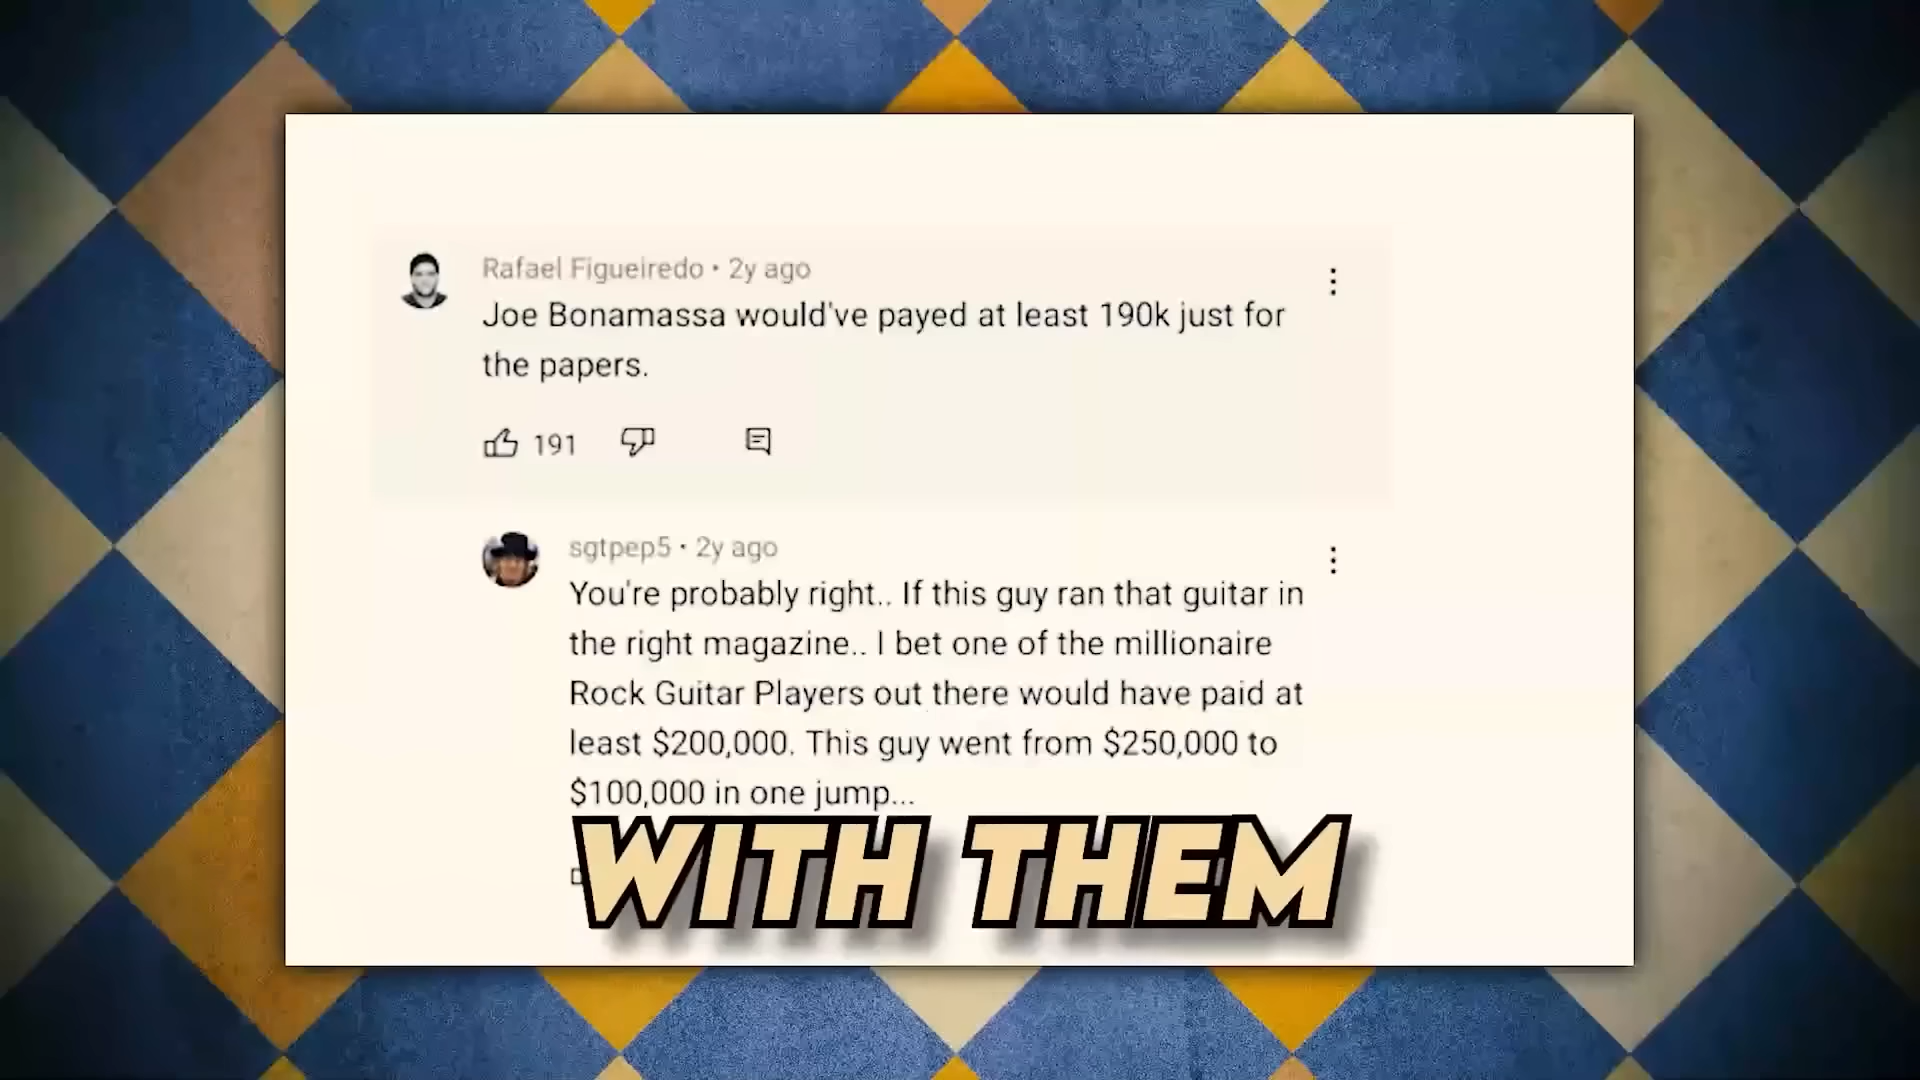 Rafael Figueiredo • 2y ago
Joe Bonamassa would've payed at least 190k just for
the papers.
191
sgtpep5 • 2y ago
You're probably right.. If this guy ran that guitar in
the right magazine.. I bet one of the millionaire
Rock Guitar Players out there would have paid at
least $200,000. This guy went from $250,000 to
$100,000 in one jump...
WITH THEM